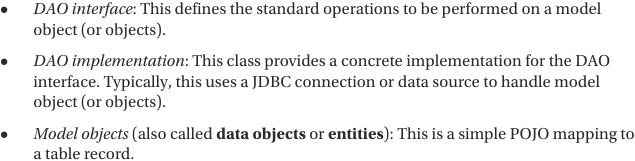 • DAO interface: This defines the standard operations to be performed on a model
object (or objects).
• DAO implementation: This class provides a concrete implementation for the DAO
interface. Typically, this uses a JDBC connection or data source to handle model
object (or objects).
• Model objects (also called data objects or entities): This is a simple POJO mapping to
a table record.